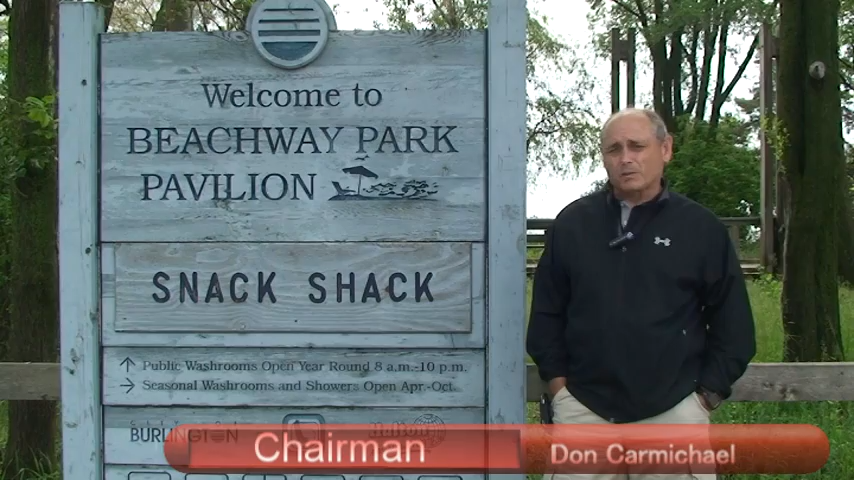 Welcome to
BEACHWAY PARK
PAVILION
SNACK SHACK
Public Washrooms Open Year Round 8 a.m.-10 p.m.
Seasonal Washrooms and Showers Open Apr.-Oct.
BURLINGTON
Halton
Chairman
Don Carmichael